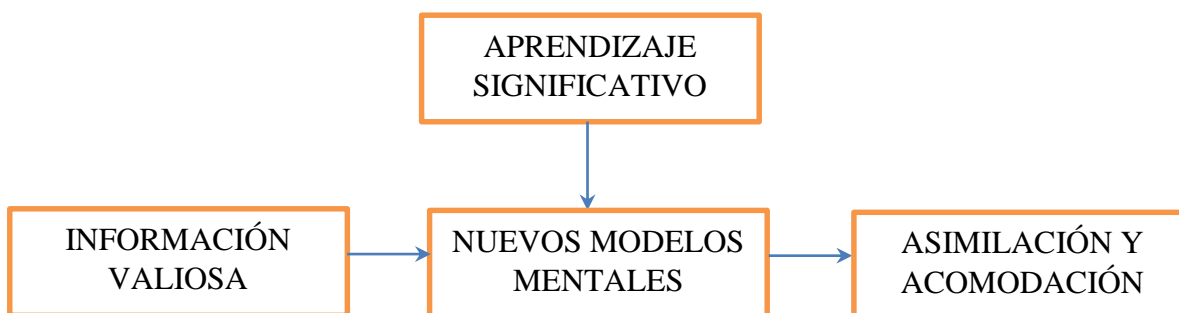 APRENDIZAJE
SIGNIFICATIVO
INFORMACIÓN
VALIOSA
NUEVOS MODELOS
MENTALES
ASIMILACIÓN Y
ACOMODACIÓN